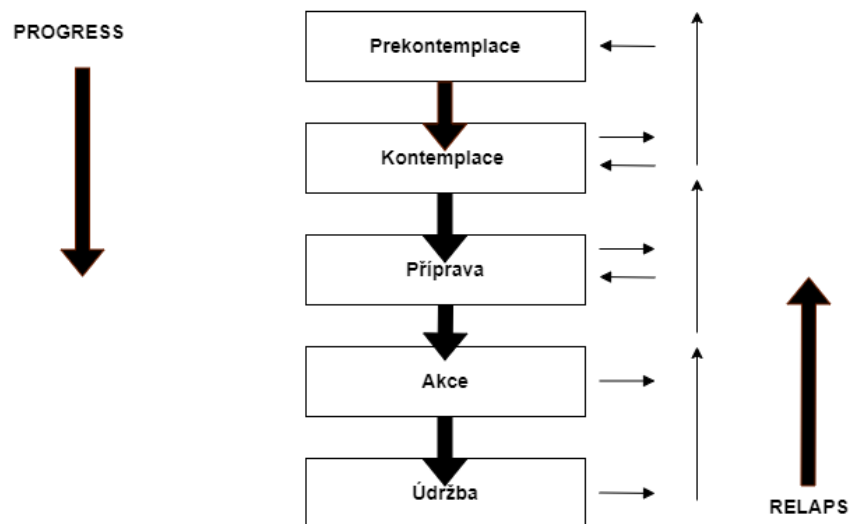 PROGRESS
Prekontemplace
Kontemplace
Příprava
Akce
Údržba
RELAPS